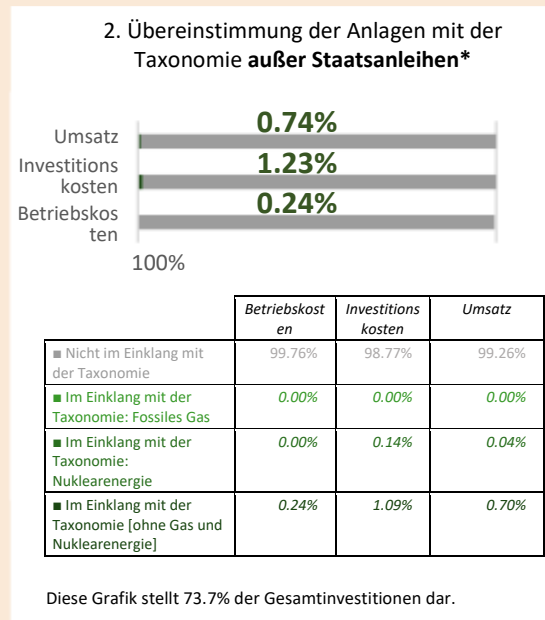 2. Übereinstimmung der Anlagen mit der
Taxonomie außer Staatsanleihen*
0.74%
Umsatz
1.23%
Investitions
kosten
0.24%
Betriebskos
ten
100%
Betriebskost
en
Investitions
kosten
Umsatz
■ Nicht im Einklang mit
der Taxonomie
99.76%
98.77%
99.26%
■ Im Einklang mit der
Taxonomie: Fossiles Gas
0.00%
0.00%
0.00%
■ Im Einklang mit der
Taxonomie:
Nuklearenergie
0.00%
0.14%
0.04%
■ Im Einklang mit der
Taxonomie [ohne Gas und
Nuklearenergie]
0.24%
1.09%
0.70%
Diese Grafik stellt 73.7% der Gesamtinvestitionen dar.